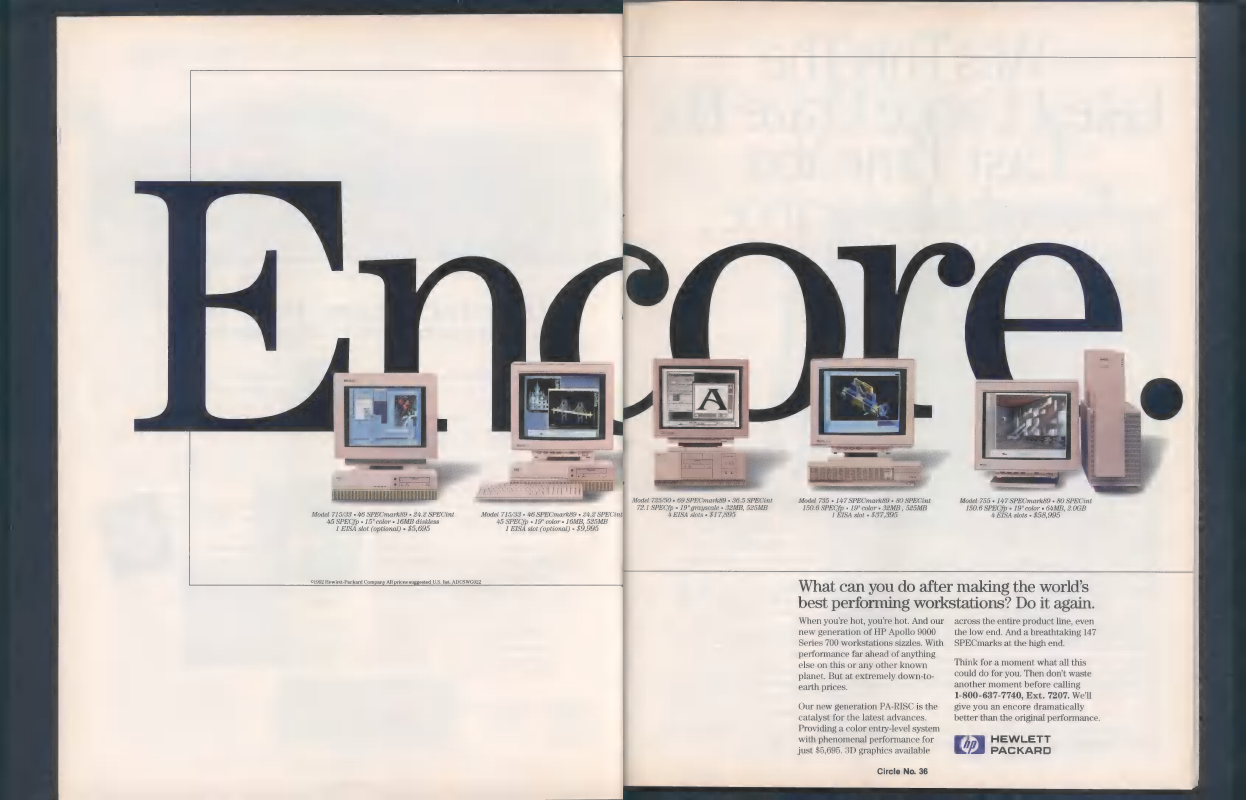 Encore.
Model 715/33 • 46 SPECmark89 • 24.2 SPECint
45 SPECfp • 15" color • 16MB diskless
1 EISA slot (optional) • $5,695
Model 715/33 • 46 SPECmark89 • 24.2 SPECint
45 SPECfp • 19" color • 16MB, 525MB
1 EISA slot (optional) • $9,995
Model 725/50 • 69 SPECmark89 • 36.5 SPECint
72.1 SPECfp • 19" grayscale • 32MB, 525MB
4 EISA slots • $17,895
Model 735 • 147 SPECmark89 • 80 SPECint
150.6 SPECfp • 19" color • 32MB, 525MB
1 EISA slot • $37,395
Model 755 • 147 SPECmark89 • 80 SPECint
150.6 SPECfp • 19" color • 64MB, 2.0GB
4 EISA slots • $58,995
©1992 Hewlett-Packard Company All prices suggested U.S. list. ADCSWG012
What can you do after making the world's
best performing workstations? Do it again.
When you're hot, you're hot. And our
new generation of HP Apollo 9000
Series 700 workstations sizzles. With
performance far ahead of anything
else on this or any other known
planet. But at extremely down-to-
earth prices.
Our new generation PA-RISC is the
catalyst for the latest advances.
Providing a color entry-level system
with phenomenal performance for
just $5,695. 3D graphics available
across the entire product line, even
the low end. And a breathtaking 147
SPECmarks at the high end.
Think for a moment what all this
could do for you. Then don't waste
another moment before calling
1-800-637-7740, Ext. 7207. We'll
give you an encore dramatically
better than the original performance.
hp HEWLETT
PACKARD
Circle No. 36
A